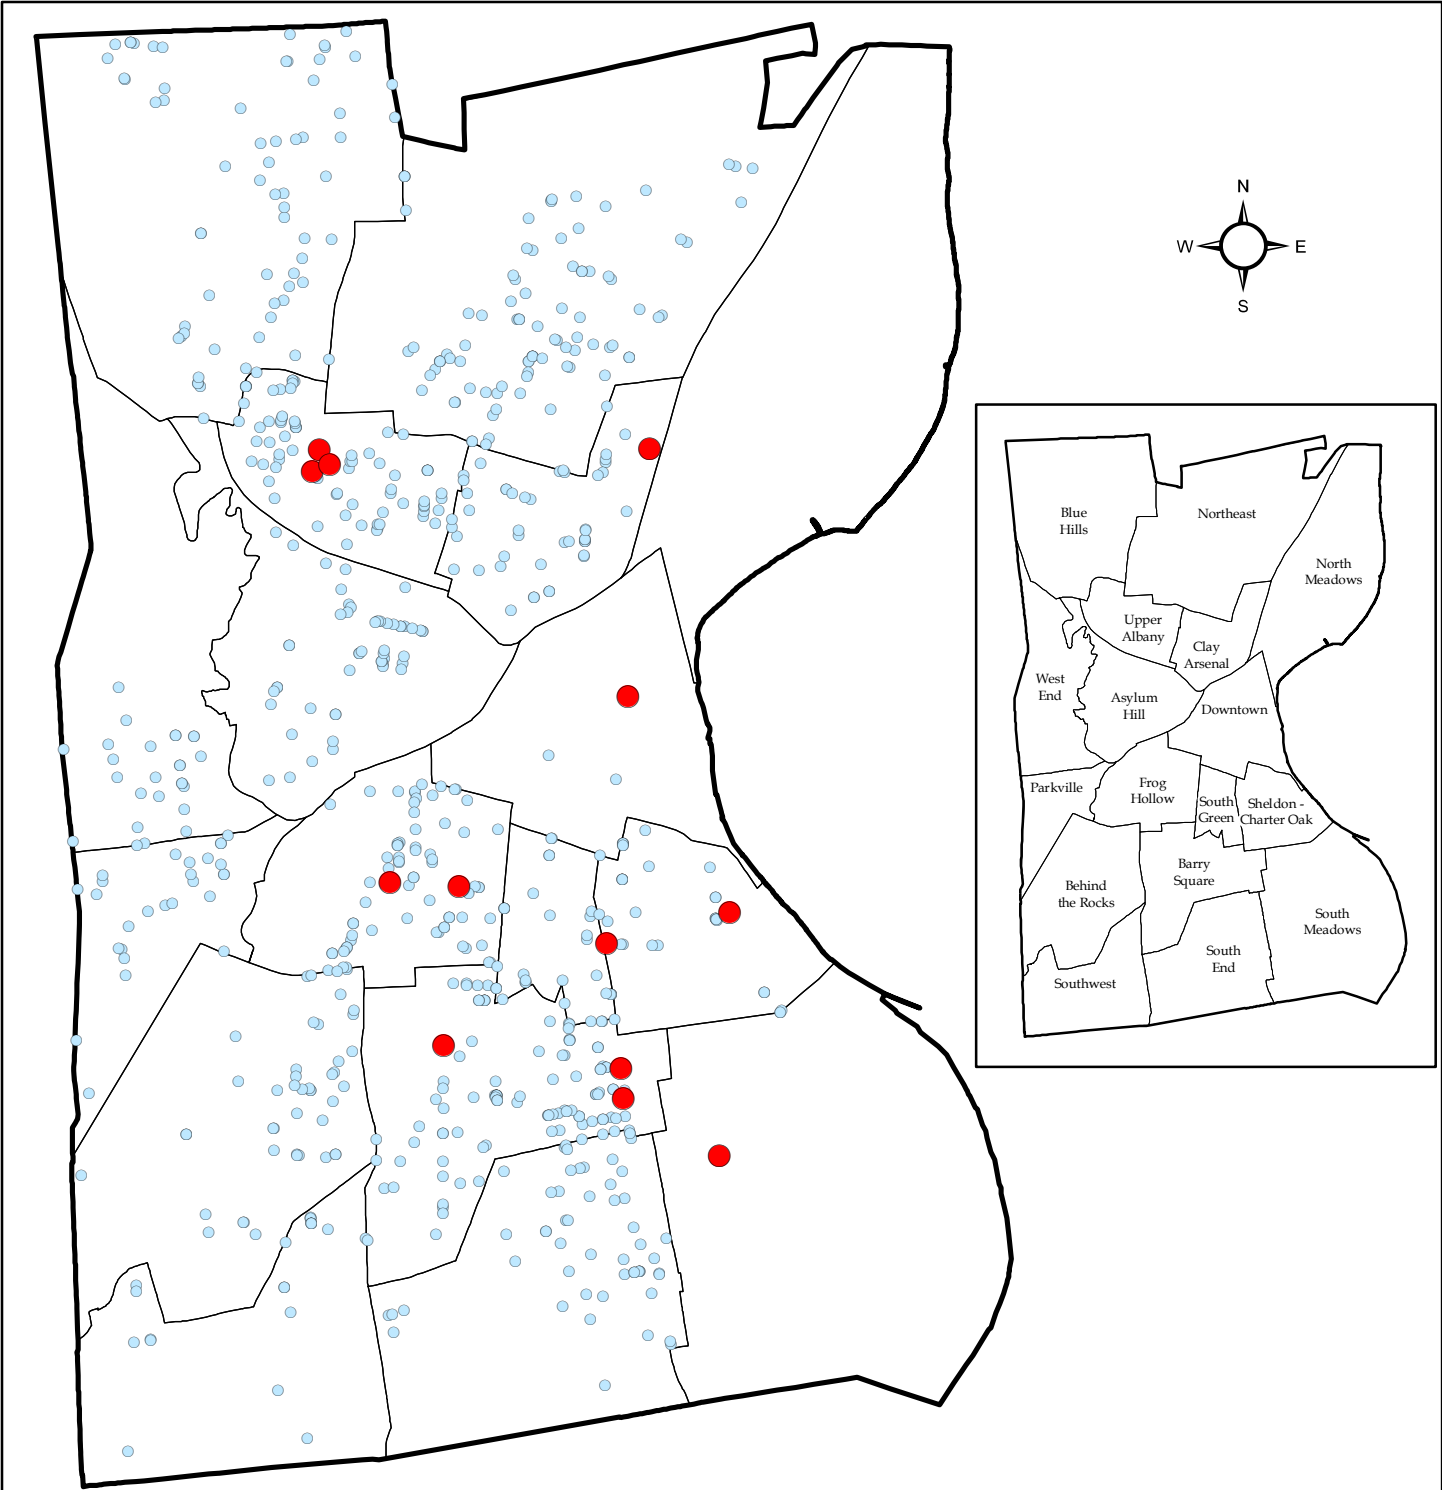 N
W
E
S
Blue
Hills
Northeast
North
Meadows
Upper
Albany
Clay
Arsenal
West
End
Asylum
Hill
Downtown
Parkville
Frog
Hollow
South
Green
Sheldon -
Charter Oak
Barry
Square
Behind
the Rocks
South
Meadows
South
End
Southwest